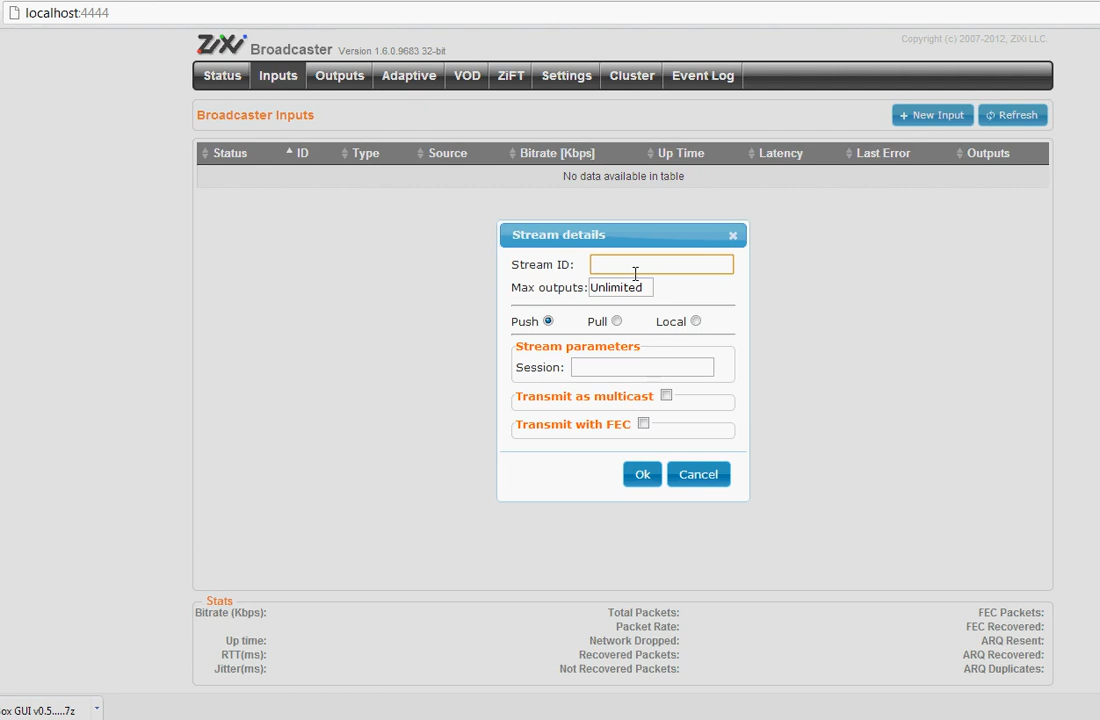 localhost:4444
ZiXi Broadcaster Version 1.6.0.9683 32-bit
Copyright (c) 2007-2012, ZIXI LLC.
Status Inputs Outputs Adaptive VOD ZiFT Settings Cluster Event Log
Broadcaster Inputs
+ New Input Refresh
Status ID Type Source Bitrate [Kbps] Up Time Latency Last Error Outputs
No data available in table
Stream details
Stream ID:
Max outputs: Unlimited
Push Pull Local
Stream parameters
Session:
Transmit as multicast
Transmit with FEC
Ok Cancel
Stats
Bitrate (Kbps): Total Packets: FEC Packets:
Packet Rate: FEC Recovered:
Up time: Network Dropped: ARQ Resent:
RTT(ms): Recovered Packets: ARQ Recovered:
Jitter(ms): Not Recovered Packets: ARQ Duplicates:
ox GUI v0.5.....7z